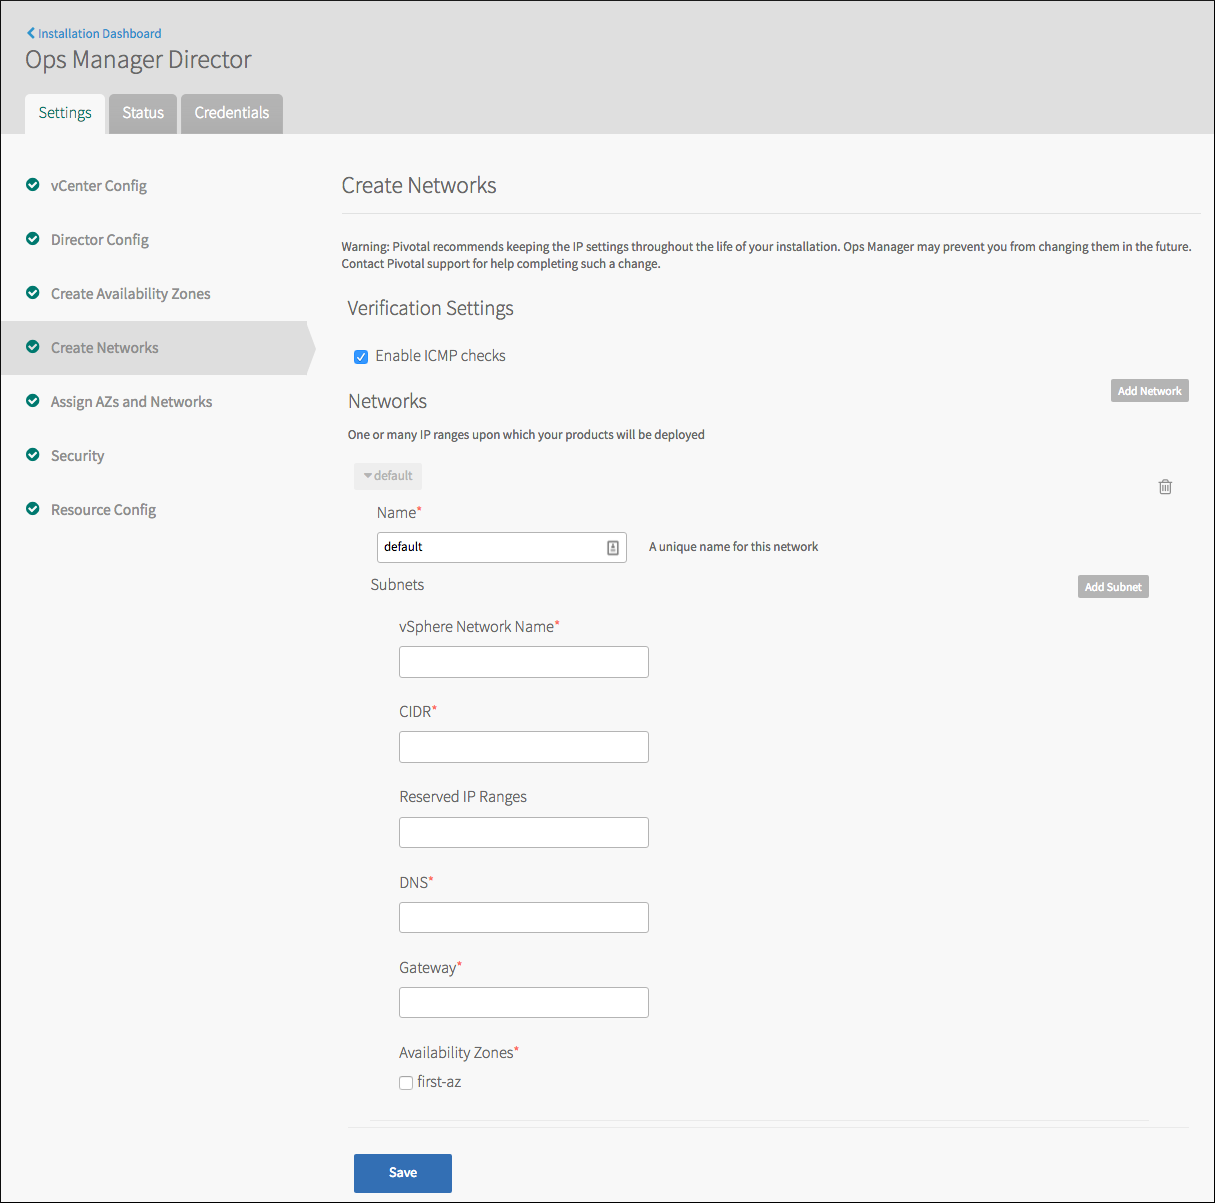 Installation Dashboard
Ops Manager Director
Settings
Status
Credentials
vCenter Config
Director Config
Create Availability Zones
Create Networks
Assign AZs and Networks
Security
Resource Config
Create Networks
Warning: Pivotal recommends keeping the IP settings throughout the life of your installation. Ops Manager may prevent you from changing them in the future.
Contact Pivotal support for help completing such a change.
Verification Settings
Enable ICMP checks
Networks
Add Network
One or many IP ranges upon which your products will be deployed
default
Name*
default
A unique name for this network
Subnets
Add Subnet
vSphere Network Name*
CIDR*
Reserved IP Ranges
DNS*
Gateway*
Availability Zones*
first-az
Save